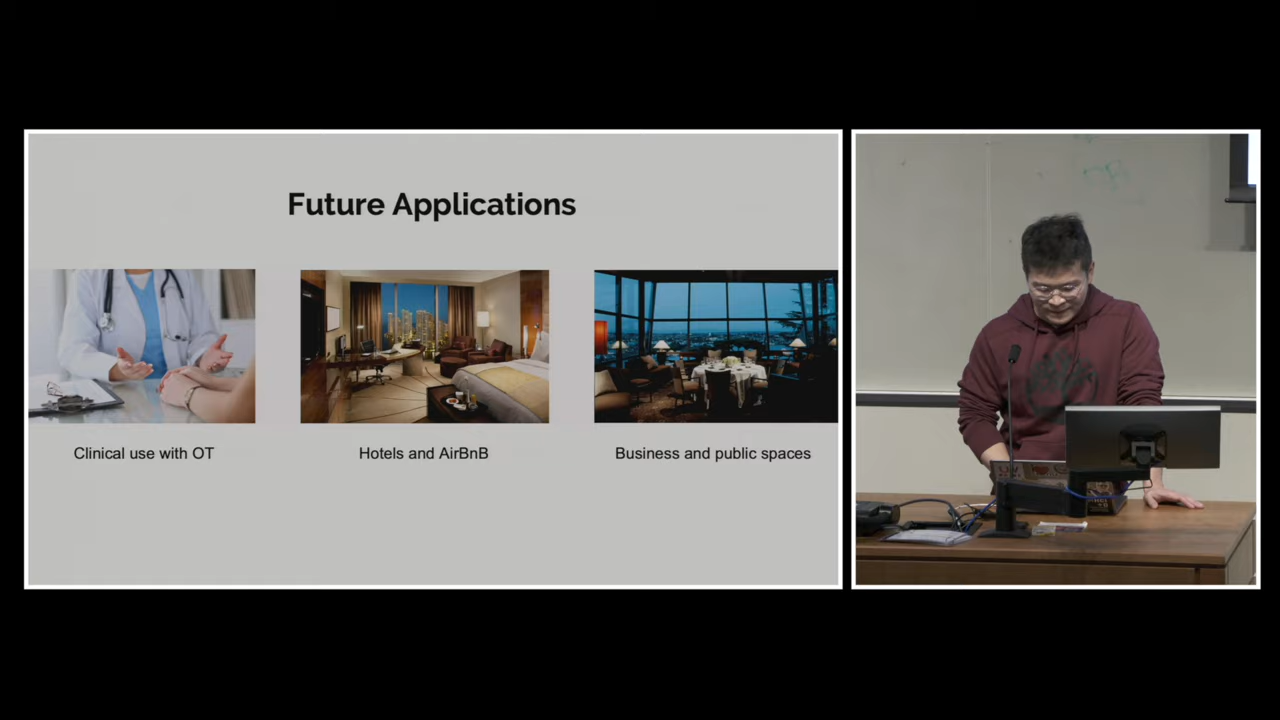 Future Applications
Clinical use with OT
Hotels and AirBnB
Business and public spaces